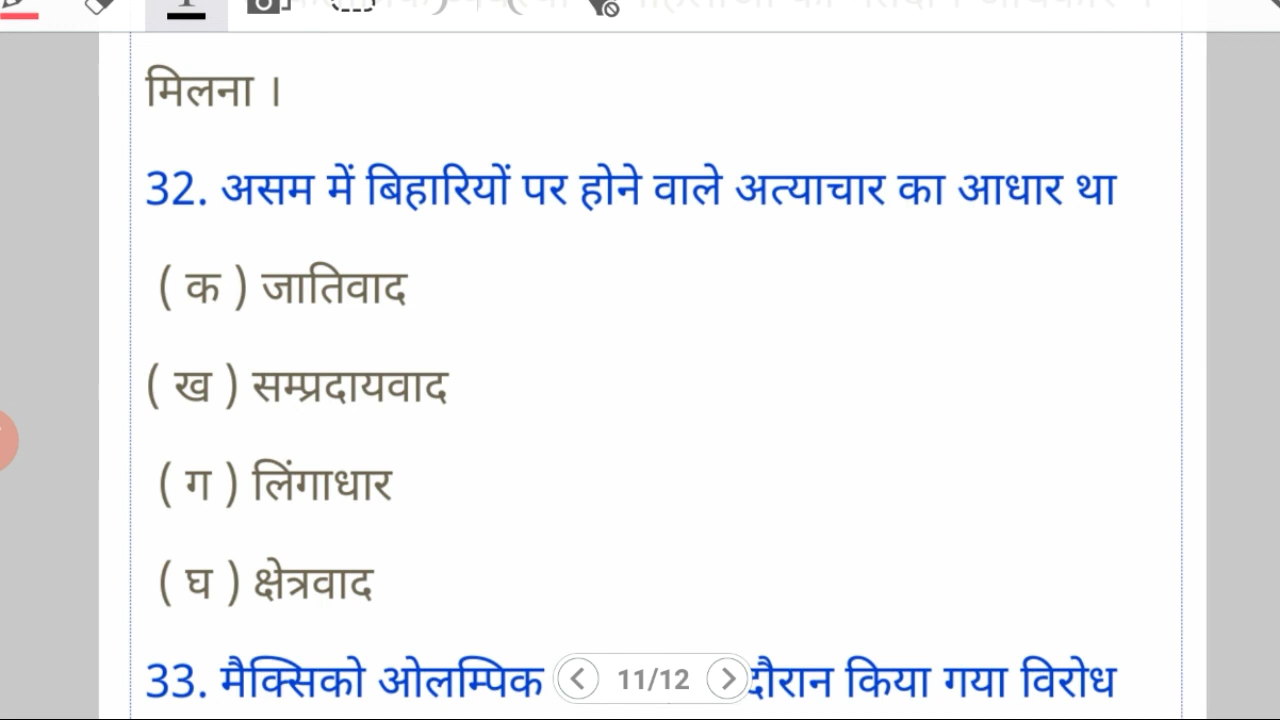 मिलना ।
32. असम में बिहारियों पर होने वाले अत्याचार का आधार था
( क ) जातिवाद
( ख ) सम्प्रदायवाद
( ग ) लिंगाधार
( घ ) क्षेत्रवाद
33. मैक्सिको ओलम्पिक 11/12 दौरान किया गया विरोध